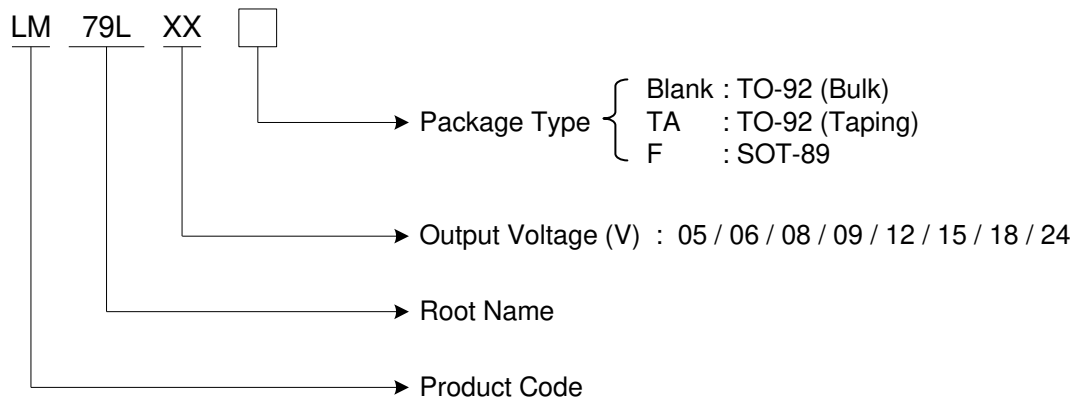 LM 79L XX
Blank : TO-92 (Bulk)
Package Type TA : TO-92 (Taping)
F : SOT-89
Output Voltage (V) : 05 / 06 / 08 / 09 / 12 / 15 / 18 / 24
Root Name
Product Code